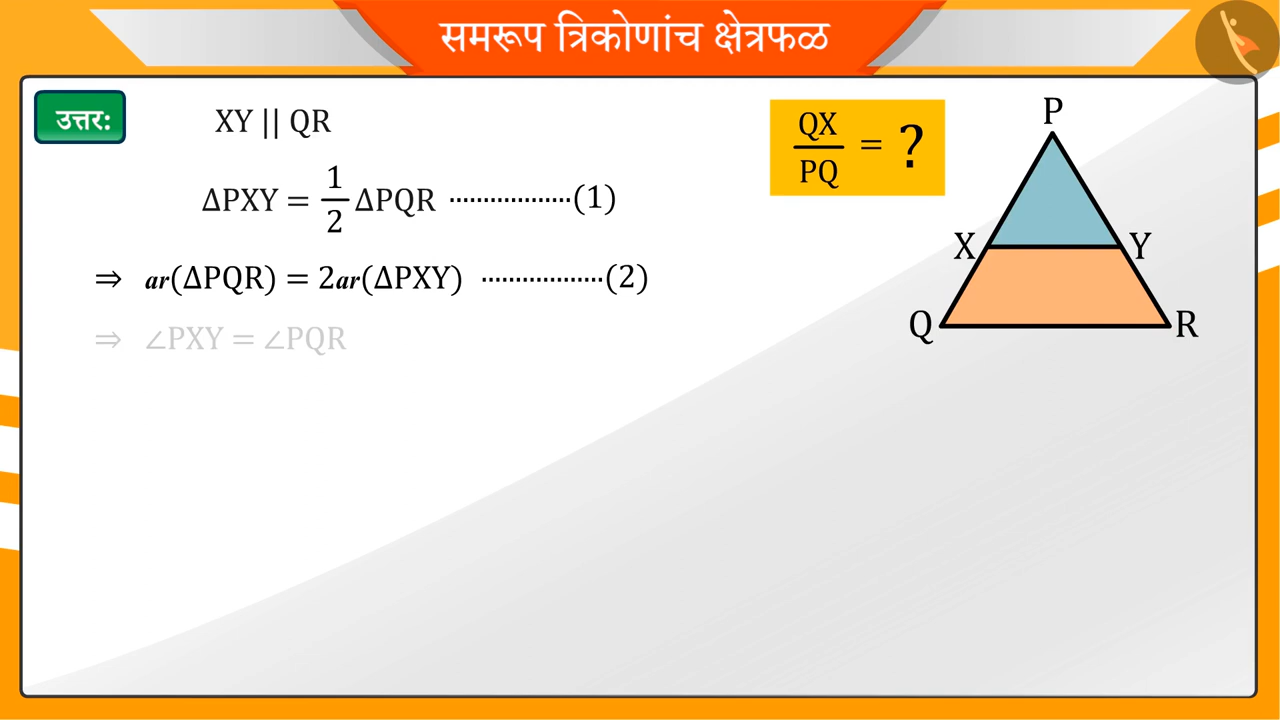 समरूप त्रिकोणांच क्षेत्रफळ
उत्तर:
XY || QR
ΔPXY = 1/2 ΔPQR ..................(1)
⇒ ar(ΔPQR) = 2ar(ΔPXY) ..................(2)
⇒ ∠PXY = ∠PQR
QX/PQ = ?
P
X Y
Q R